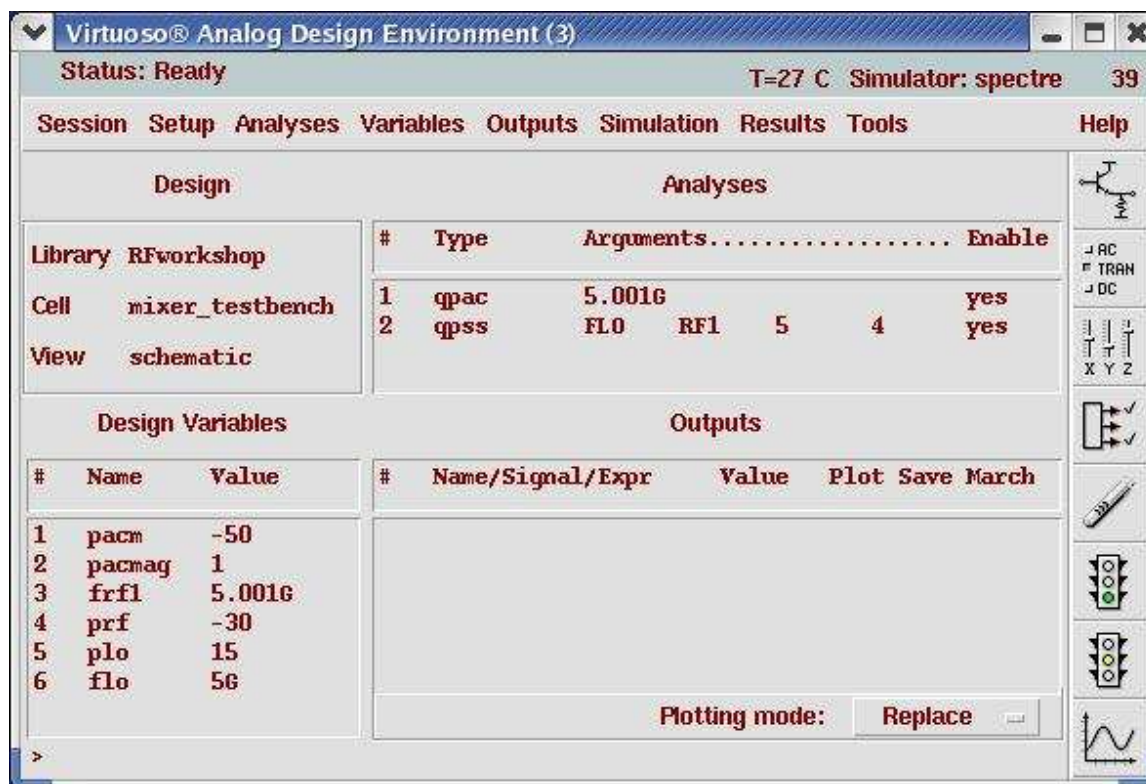 Virtuoso® Analog Design Environment (3)
Status: Ready T=27 C Simulator: spectre 39
Session Setup Analyses Variables Outputs Simulation Results Tools Help
Design
Library RFworkshop
Cell mixer_testbench
View schematic
Analyses
# Type Arguments................... Enable
1 qpac 5.001G yes
2 qpss FLO RF1 5 4 yes
Design Variables
# Name Value
1 pacm -50
2 pacmag 1
3 frf1 5.001G
4 prf -30
5 plo 15
6 flo 5G
Outputs
# Name/Signal/Expr Value Plot Save March
Plotting mode: Replace
>
AC
TRAN
DC
X Y Z